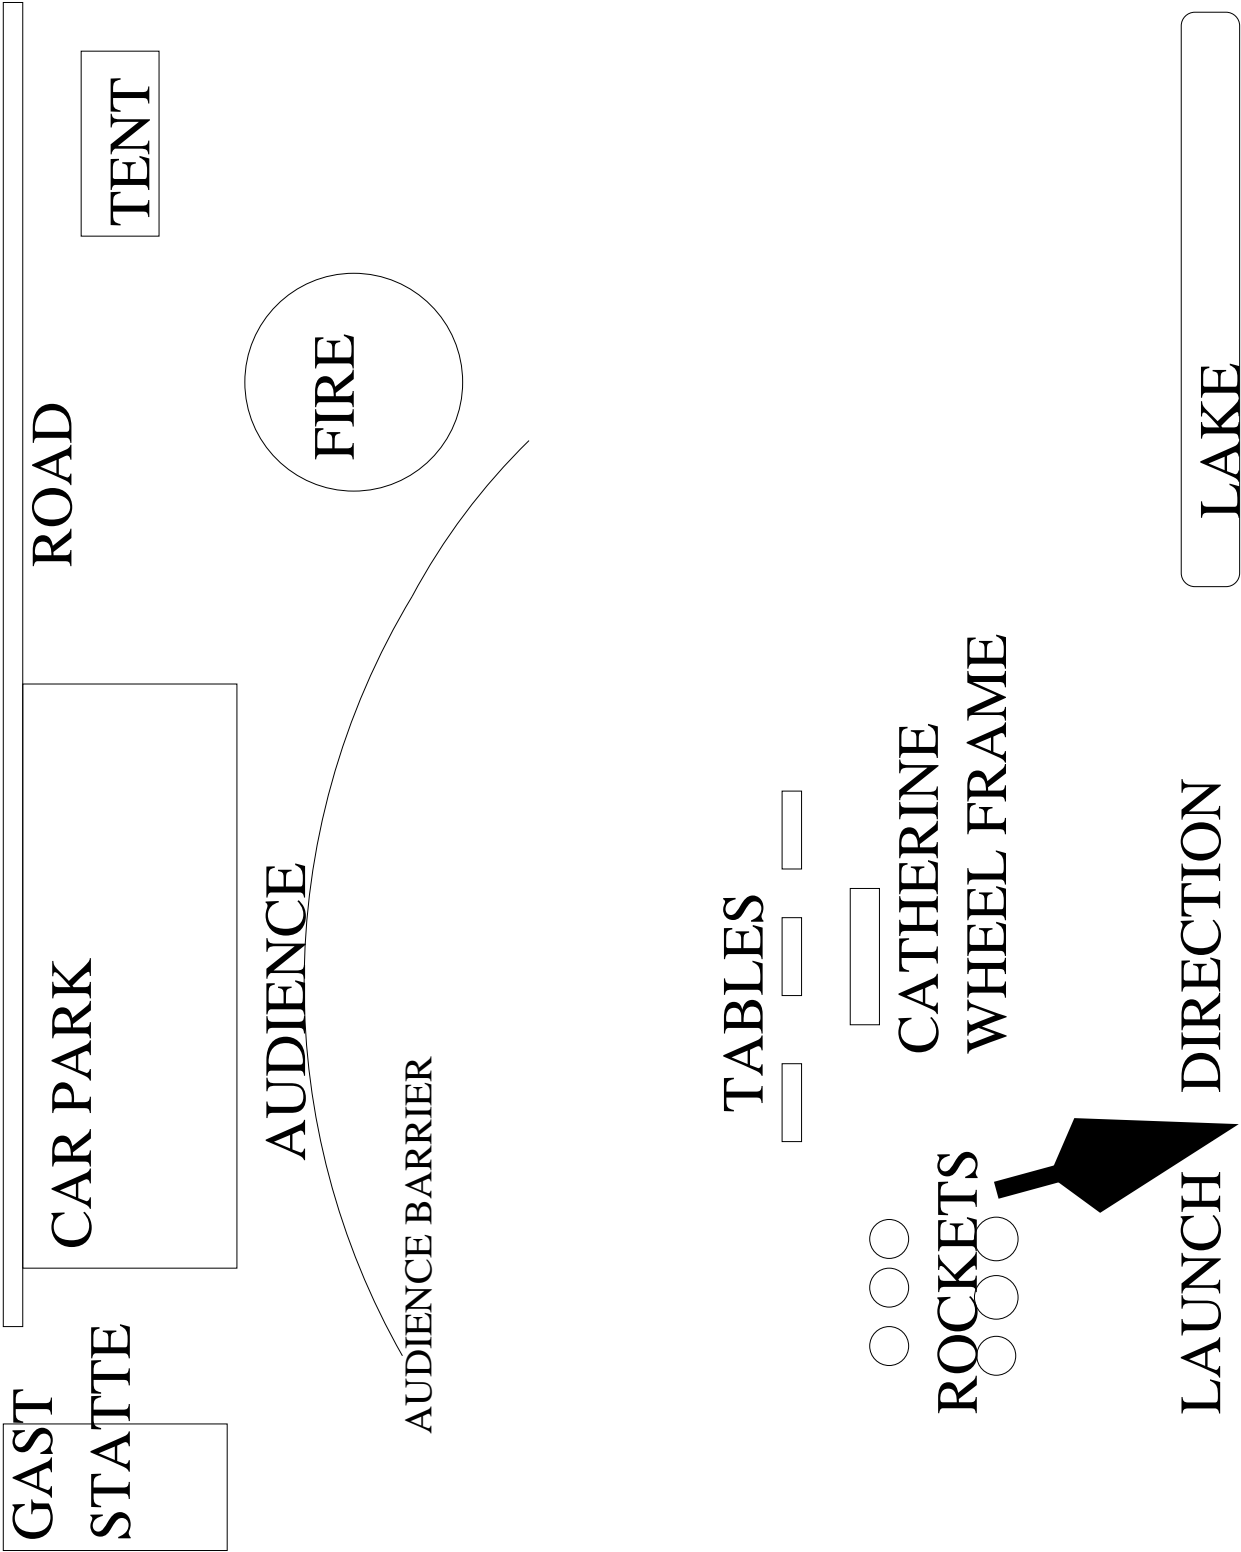 GAST
STATTE
CAR PARK
ROAD
TENT
AUDIENCE
FIRE
AUDIENCE BARRIER
TABLES
ROCKETS
CATHERINE
WHEEL FRAME
LAUNCH DIRECTION
LAKE